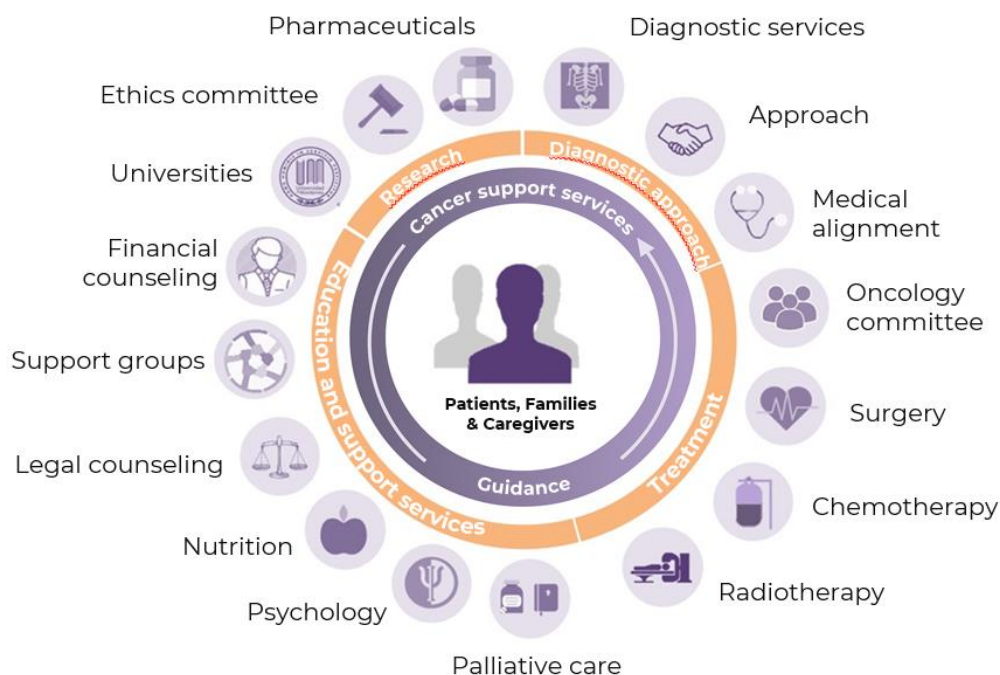 Pharmaceuticals
Diagnostic services
Ethics committee
Approach
Universities
Medical
alignment
Financial
counseling
Oncology
committee
Support groups
Surgery
Legal counseling
Chemotherapy
Nutrition
Radiotherapy
Psychology
Palliative care
Research
Diagnostic approach
Treatment
Education and support services
Cancer support services
Guidance
Patients, Families
& Caregivers
UM